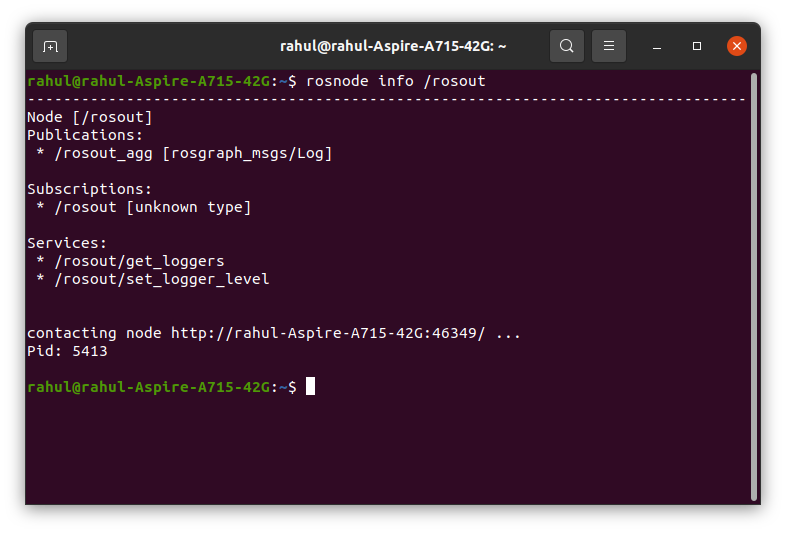 rahul@rahul-Aspire-A715-42G: ~
rahul@rahul-Aspire-A715-42G:~$ rosnode info /rosout
--------------------------------------------------------------------------------
Node [/rosout]
Publications:
 * /rosout_agg [rosgraph_msgs/Log]
Subscriptions:
 * /rosout [unknown type]
Services:
 * /rosout/get_loggers
 * /rosout/set_logger_level
contacting node http://rahul-Aspire-A715-42G:46349/ ...
Pid: 5413
rahul@rahul-Aspire-A715-42G:~$